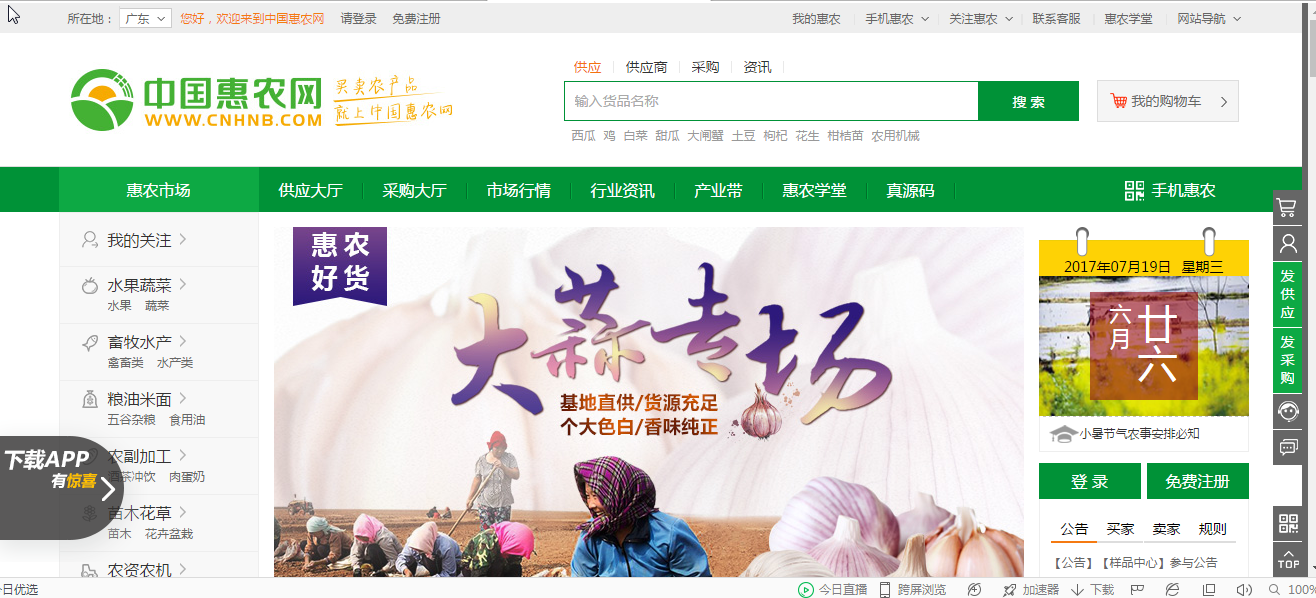 所在地： 广东 您好，欢迎来到中国惠农网 请登录 免费注册 我的惠农 手机惠农 关注惠农 联系客服 惠农学堂 网站导航
供应 供应商 采购 资讯
中国惠农网 买卖农产品
WWW.CNHNB.COM 就上中国惠农网
输入货品名称 搜 索 我的购物车
西瓜 鸡 白菜 甜瓜 大闸蟹 土豆 枸杞 花生 柑桔苗 农用机械
惠农市场 供应大厅 采购大厅 市场行情 行业资讯 产业带 惠农学堂 真源码 手机惠农
我的关注
水果蔬菜
水果 蔬菜
畜牧水产
禽畜类 水产类
粮油米面
五谷杂粮 食用油
农副加工
酒茶冲饮 肉蛋奶
苗木花草
苗木 花卉盆栽
农资农机
下载APP
有惊喜
惠农
好货
大蒜专场
基地直供/货源充足
个大色白/香味纯正
2017年07月19日 星期三
六月
廿六
小暑节气农事安排必知
登 录 免费注册
公告 买家 卖家 规则
【公告】【样品中心】参与公告
发供应
发采购
TOP
日优选 今日直播 跨屏浏览 加速器 下载 100%